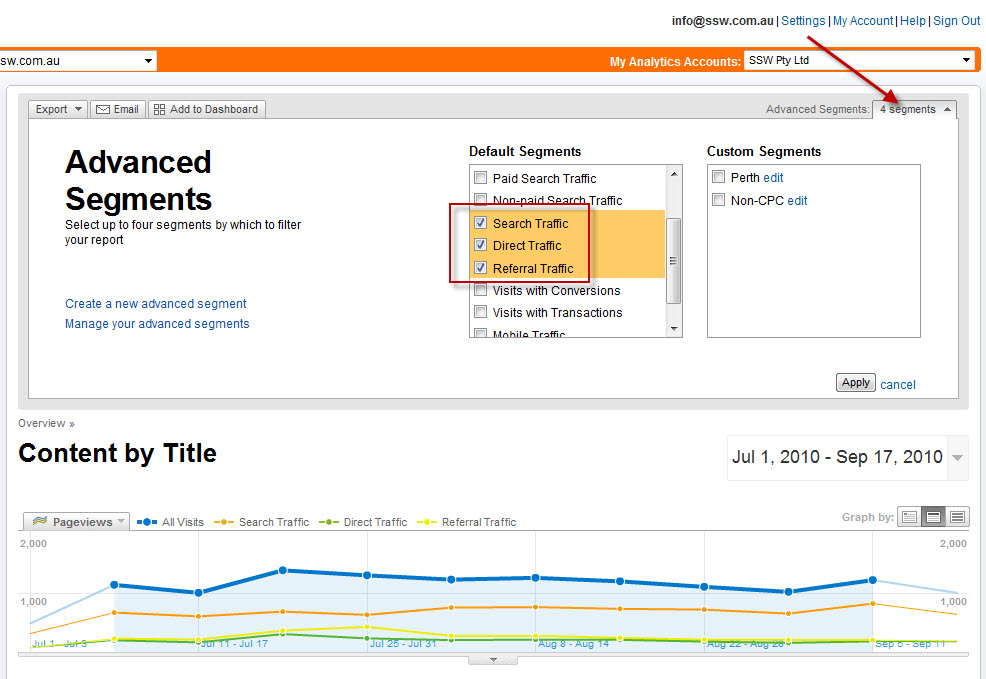 info@ssw.com.au | Settings | My Account | Help | Sign Out
sw.com.au My Analytics Accounts: SSW Pty Ltd
Export Email Add to Dashboard Advanced Segments: 4 segments
Advanced
Segments
Select up to four segments by which to filter
your report
Create a new advanced segment
Manage your advanced segments
Default Segments
Paid Search Traffic
Non-paid Search Traffic
Search Traffic
Direct Traffic
Referral Traffic
Visits with Conversions
Visits with Transactions
Mobile Traffic
Custom Segments
Perth edit
Non-CPC edit
Apply cancel
Overview »
Content by Title
Jul 1, 2010 - Sep 17, 2010
Pageviews All Visits Search Traffic Direct Traffic Referral Traffic Graph by:
2,000 2,000
1,000 1,000
Jul 1 - Jul 3 Jul 11 - Jul 17 Jul 25 - Jul 31 Aug 8 - Aug 14 Aug 22 - Aug 28 Sep 5 - Sep 11